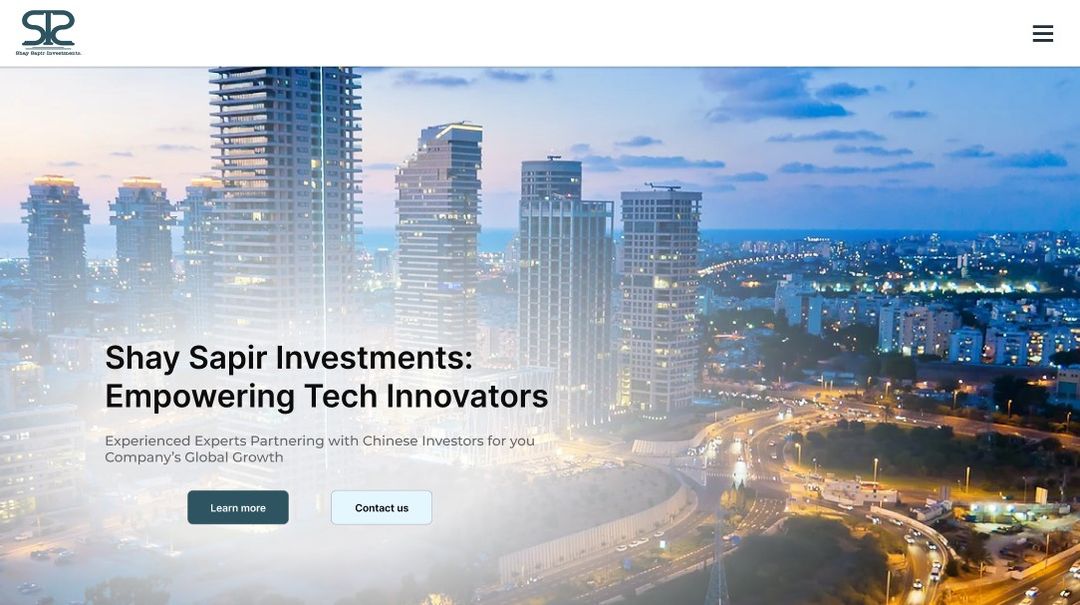 Shay Sapir Investments.
Shay Sapir Investments:
Empowering Tech Innovators
Experienced Experts Partnering with Chinese Investors for you
Company's Global Growth
Learn more
Contact us